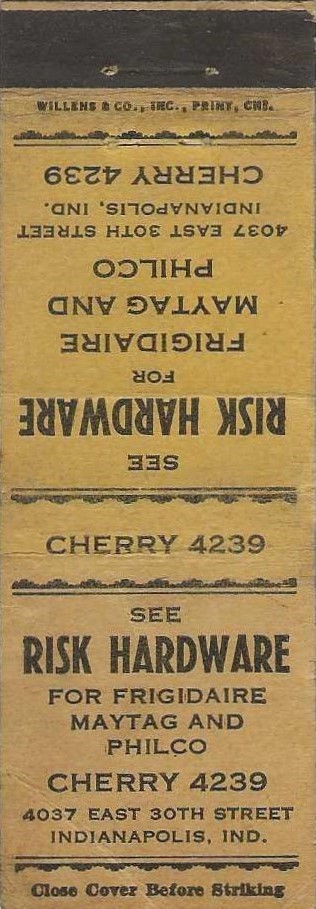 WILLENS & CO., INC., PRINT, CHI.
SEE
RISK HARDWARE
FOR
FRIGIDAIRE
MAYTAG AND
PHILCO
4037 EAST 30TH STREET
INDIANAPOLIS, IND.
CHERRY 4239
CHERRY 4239
SEE
RISK HARDWARE
FOR FRIGIDAIRE
MAYTAG AND
PHILCO
CHERRY 4239
4037 EAST 30TH STREET
INDIANAPOLIS, IND.
Close Cover Before Striking